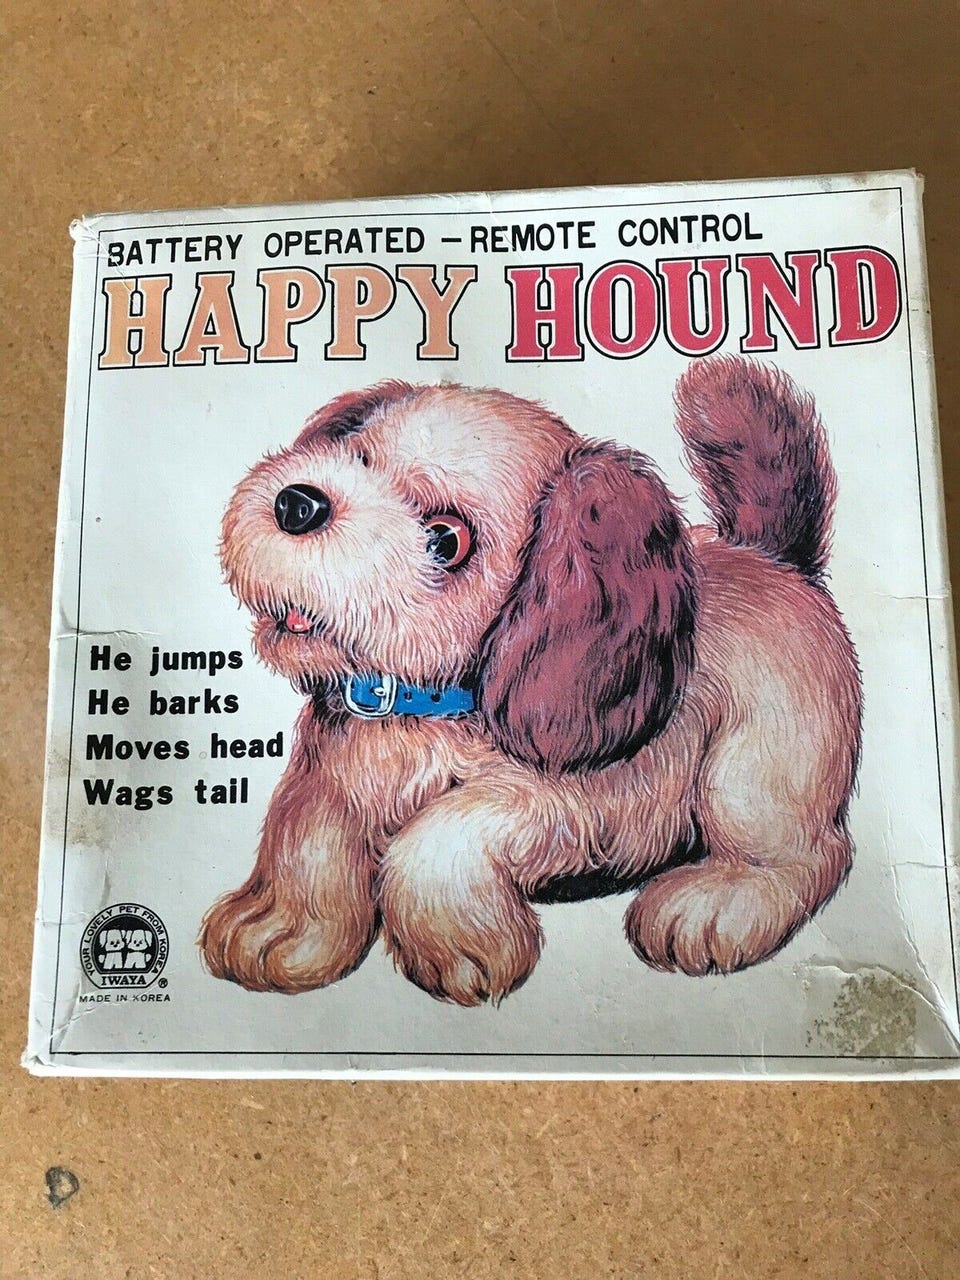 BATTERY OPERATED – REMOTE CONTROL
HAPPY HOUND
He jumps
He barks
Moves head
Wags tail
YOUR LOVELY PET FROM KOREA
IWAYA ®
MADE IN KOREA